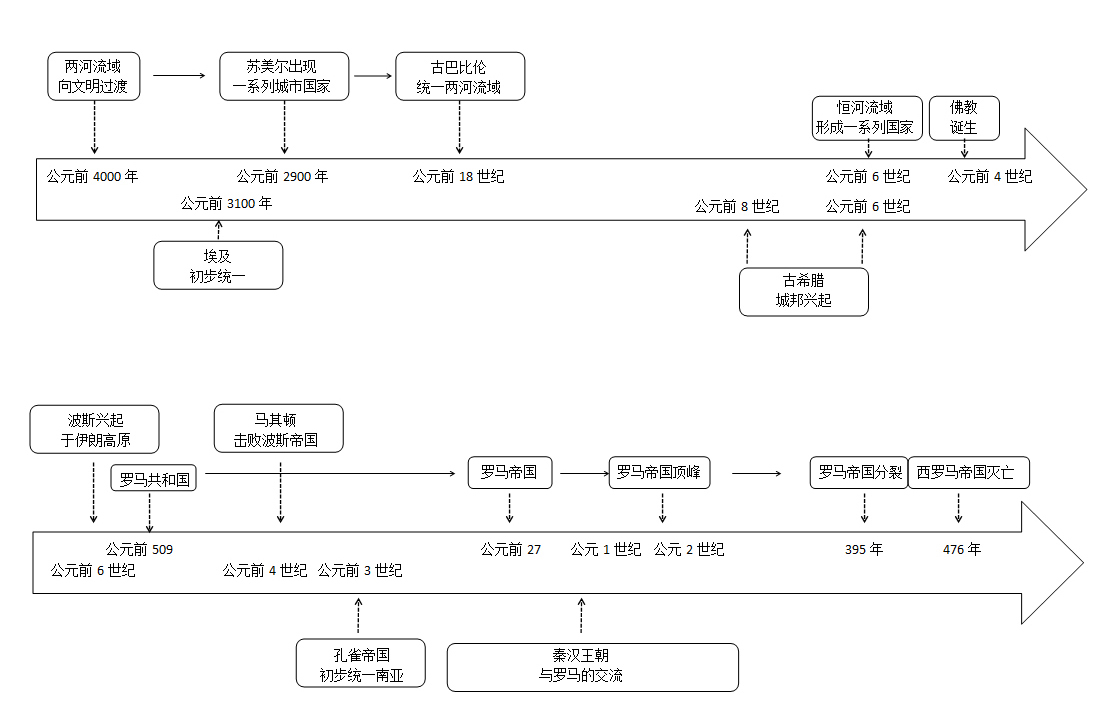 两河流域
向文明过渡
苏美尔出现
一系列城市国家
古巴比伦
统一两河流域
恒河流域
形成一系列国家
佛教
诞生
公元前 4000 年
公元前 2900 年
公元前 18 世纪
公元前 6 世纪
公元前 4 世纪
公元前 3100 年
公元前 8 世纪
公元前 6 世纪
埃及
初步统一
古希腊
城邦兴起
波斯兴起
于伊朗高原
马其顿
击败波斯帝国
罗马共和国
罗马帝国
罗马帝国顶峰
罗马帝国分裂
西罗马帝国灭亡
公元前 509
公元前 27
公元 1 世纪
公元 2 世纪
395 年
476 年
公元前 6 世纪
公元前 4 世纪
公元前 3 世纪
孔雀帝国
初步统一南亚
秦汉王朝
与罗马的交流